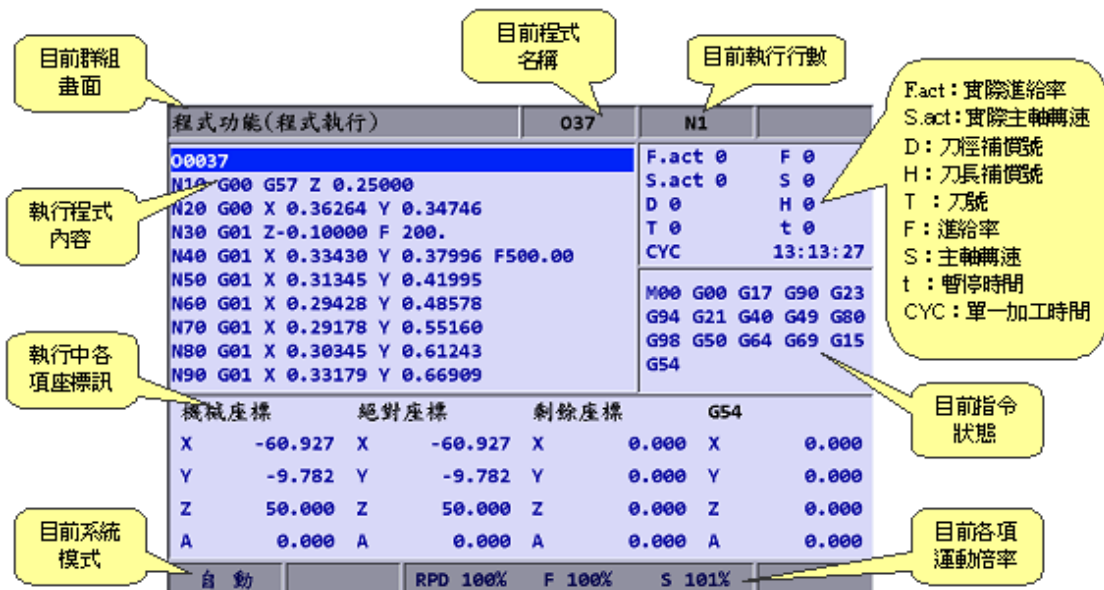 目前群組
畫面
目前程式
名稱
目前執行行數
F.act：實際進給率
S.act：實際主軸轉速
D：刀徑補償號
H：刀長補償號
T ：刀號
F：進給率
S：主軸轉速
t ：暫停時間
CYC：單一加工時間
程式功能(程式執行) O37 N1
執行程式
內容
O0037
N10 G00 G57 Z 0.25000
N20 G00 X 0.36264 Y 0.34746
N30 G01 Z-0.10000 F 200.
N40 G01 X 0.33430 Y 0.37996 F500.00
N50 G01 X 0.31345 Y 0.41995
N60 G01 X 0.29428 Y 0.48578
N70 G01 X 0.29178 Y 0.55160
N80 G01 X 0.30345 Y 0.61243
N90 G01 X 0.33179 Y 0.66909
F.act 0 F 0
S.act 0 S 0
D 0 H 0
T 0 t 0
CYC 13:13:27
M00 G00 G17 G90 G23
G94 G21 G40 G49 G80
G98 G50 G64 G69 G15
G54
執行中各
項座標訊
目前指令
狀態
機械座標 絕對座標 剩餘座標 G54
X -60.927 X -60.927 X 0.000 X 0.000
Y -9.782 Y -9.782 Y 0.000 Y 0.000
Z 50.000 Z 50.000 Z 0.000 Z 0.000
A 0.000 A 0.000 A 0.000 A 0.000
目前系統
模式
目前各項
運動倍率
自 動 RPD 100% F 100% S 101%